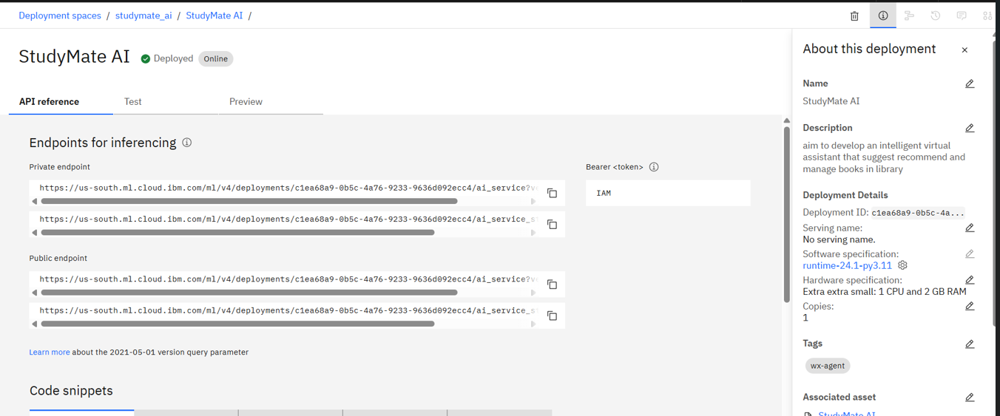 Deployment spaces / studymate_ai / StudyMate AI /
StudyMate AI Deployed Online
API reference Test Preview
Endpoints for inferencing
Private endpoint
https://us-south.ml.cloud.ibm.com/ml/v4/deployments/c1ea68a9-0b5c-4a76-9233-9636d092ecc4/ai_service?v
https://us-south.ml.cloud.ibm.com/ml/v4/deployments/c1ea68a9-0b5c-4a76-9233-9636d092ecc4/ai_service_s
Public endpoint
https://us-south.ml.cloud.ibm.com/ml/v4/deployments/c1ea68a9-0b5c-4a76-9233-9636d092ecc4/ai_service?v
https://us-south.ml.cloud.ibm.com/ml/v4/deployments/c1ea68a9-0b5c-4a76-9233-9636d092ecc4/ai_service_s
Learn more about the 2021-05-01 version query parameter
Code snippets
Bearer <token>
IAM
About this deployment
Name
StudyMate AI
Description
aim to develop an intelligent virtual
assistant that suggest recommend and
manage books in library
Deployment Details
Deployment ID: c1ea68a9-0b5c-4a...
Serving name:
No serving name.
Software specification:
runtime-24.1-py3.11
Hardware specification:
Extra extra small: 1 CPU and 2 GB RAM
Copies:
1
Tags
wx-agent
Associated asset
StudyMate AI